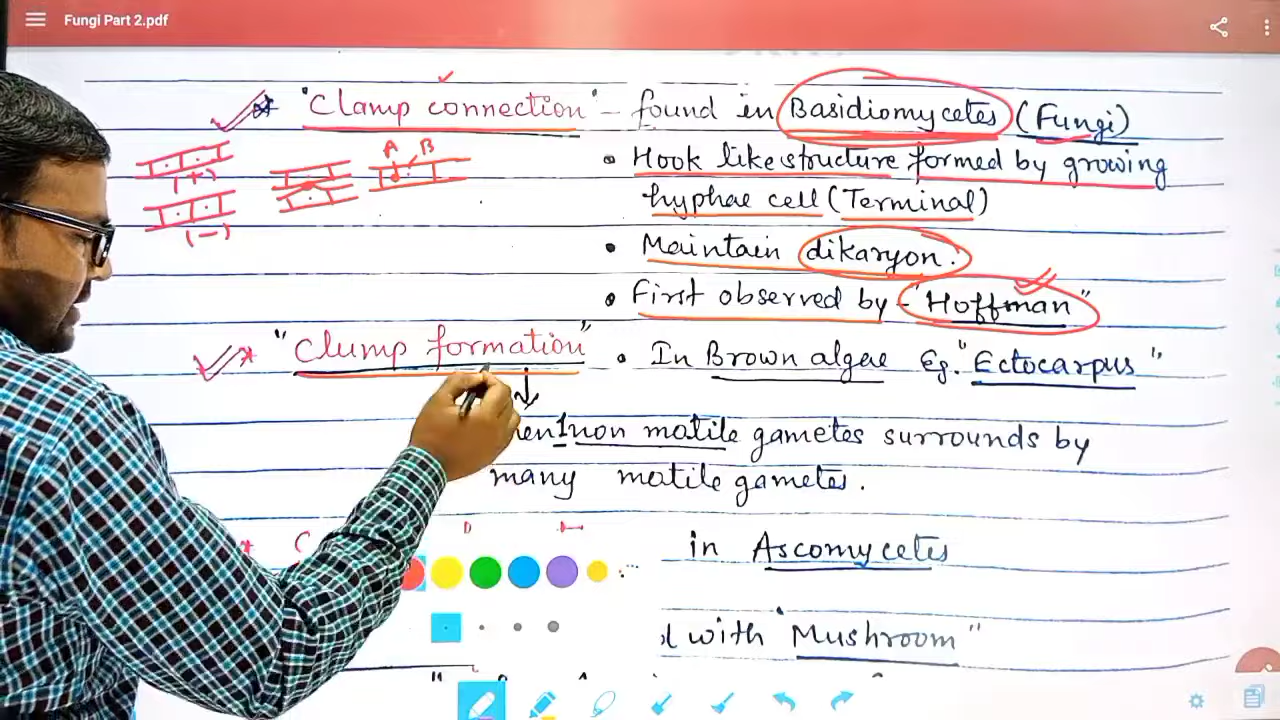 Fungi Part 2.pdf
"Clamp connection" – found in Basidiomycetes (Fungi)
A B
• Hook like structure formed by growing
(+)
hyphae cell (Terminal)
(–)
• Maintain dikaryon.
• First observed by – "Hoffman"
"Clump formation" • In Brown algae Eg. "Ectocarpus"
1 non motile gametes surrounds by
many motile gametes.
in Ascomycetes
with "Mushroom"